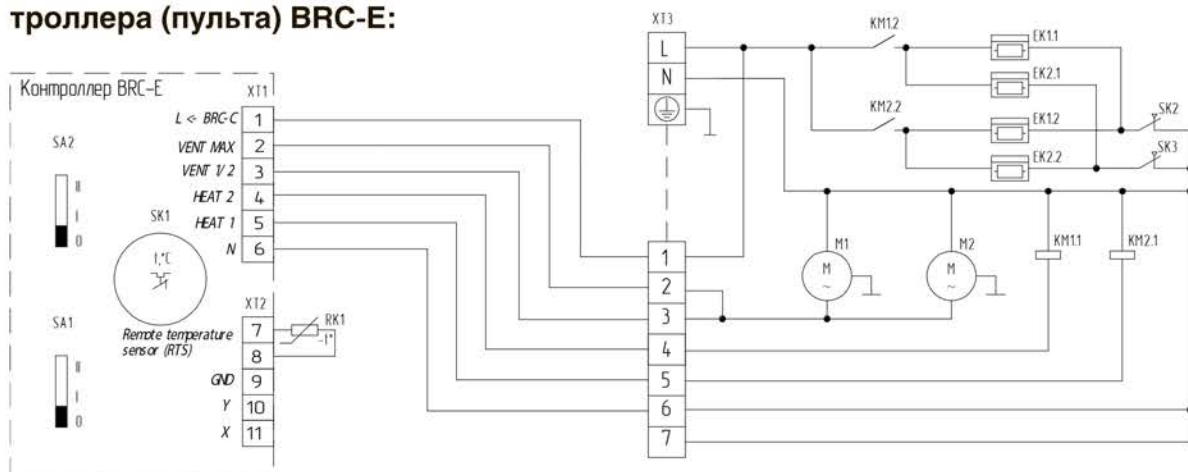 троллера (пульта) BRC-E:
Контроллер BRC-E
XT1
L <- BRC-C 1
VENT MAX 2
VENT 1/2 3
HEAT 2 4
HEAT 1 5
N 6
SA2
II
I
0
SK1
t,°C
SA1
II
I
0
Remote temperature
sensor (RTS)
XT2
7
8
GND 9
Y 10
X 11
RK1
-t°
XT3
L
N
1
2
3
4
5
6
7
KM1.2
KM2.2
EK1.1
EK2.1
EK1.2
EK2.2
SK2
SK3
M1
M
~
M2
M
~
KM1.1
KM2.1